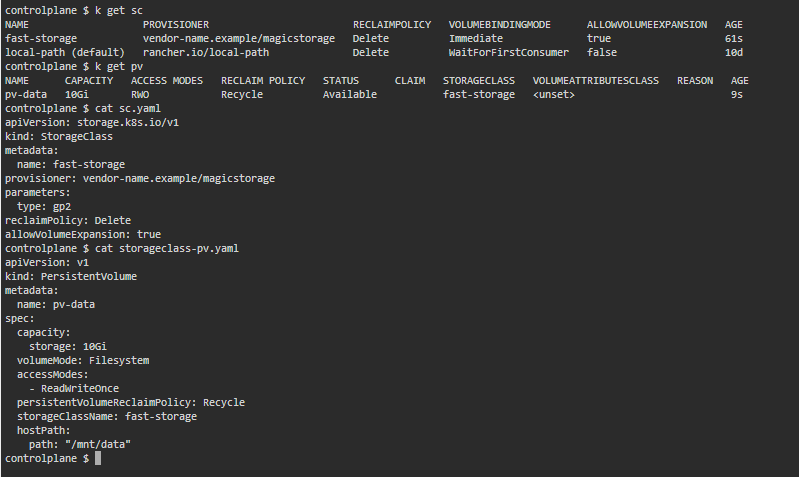 controlplane $ k get sc
NAME                   PROVISIONER                       RECLAIMPOLICY   VOLUMEBINDINGMODE      ALLOWVOLUMEEXPANSION   AGE
fast-storage           vendor-name.example/magicstorage   Delete          Immediate              true                   61s
local-path (default)   rancher.io/local-path              Delete          WaitForFirstConsumer   false                  10d
controlplane $ k get pv
NAME      CAPACITY   ACCESS MODES   RECLAIM POLICY   STATUS      CLAIM   STORAGECLASS   VOLUMEATTRIBUTESCLASS   REASON   AGE
pv-data   10Gi       RWO            Recycle          Available           fast-storage   <unset>                          9s
controlplane $ cat sc.yaml
apiVersion: storage.k8s.io/v1
kind: StorageClass
metadata:
  name: fast-storage
provisioner: vendor-name.example/magicstorage
parameters:
  type: gp2
reclaimPolicy: Delete
allowVolumeExpansion: true
controlplane $ cat storageclass-pv.yaml
apiVersion: v1
kind: PersistentVolume
metadata:
  name: pv-data
spec:
  capacity:
    storage: 10Gi
  volumeMode: Filesystem
  accessModes:
    - ReadWriteOnce
  persistentVolumeReclaimPolicy: Recycle
  storageClassName: fast-storage
  hostPath:
    path: "/mnt/data"
controlplane $